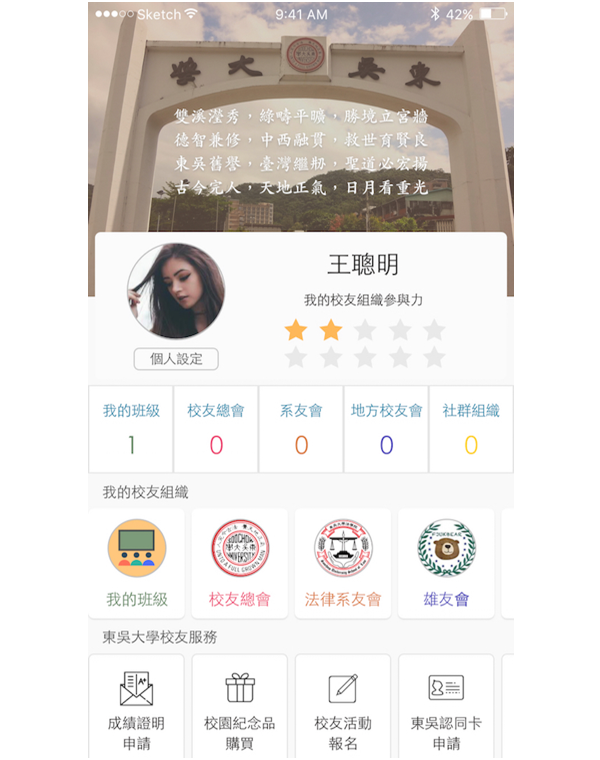 Sketch
9:41 AM
42%
東吳大學
雙溪瀅秀，綠疇平曠，勝境立宮牆
德智兼修，中西融貫，救世育賢良
東吳舊譽，臺灣繼軔，聖道必宏揚
古今完人，天地正氣，日月看重光
王聰明
我的校友組織參與力
個人設定
我的班級 校友總會 系友會 地方校友會 社群組織
1 0 0 0 0
我的校友組織
A+
SOOCHOW
UNIVERSITY
我的班級 校友總會 法律系友會 雄友會
東吳大學校友服務
成績證明 校園紀念品 校友活動 東吳認同卡
申請 購買 報名 申請